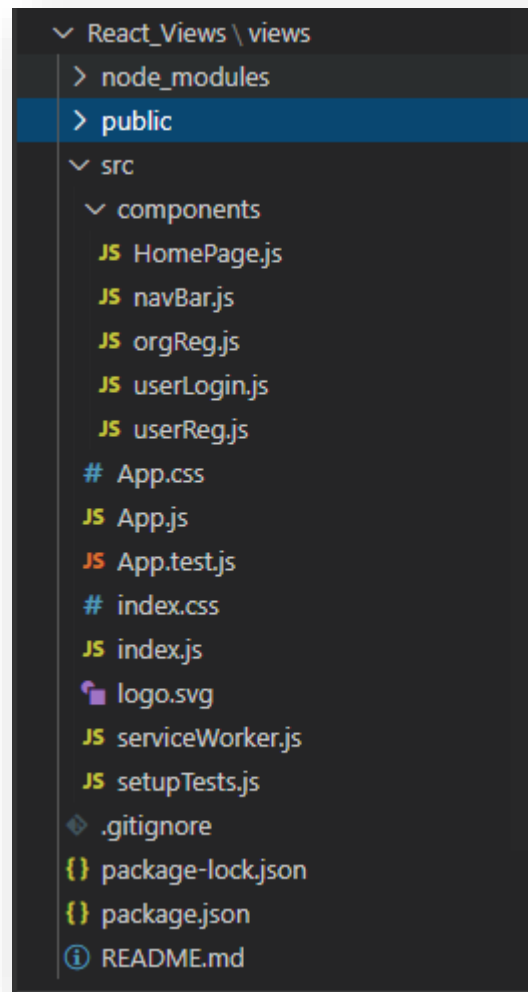 React_Views \ views
node_modules
public
src
components
JS HomePage.js
JS navBar.js
JS orgReg.js
JS userLogin.js
JS userReg.js
# App.css
JS App.js
JS App.test.js
# index.css
JS index.js
logo.svg
JS serviceWorker.js
JS setupTests.js
.gitignore
{} package-lock.json
{} package.json
README.md